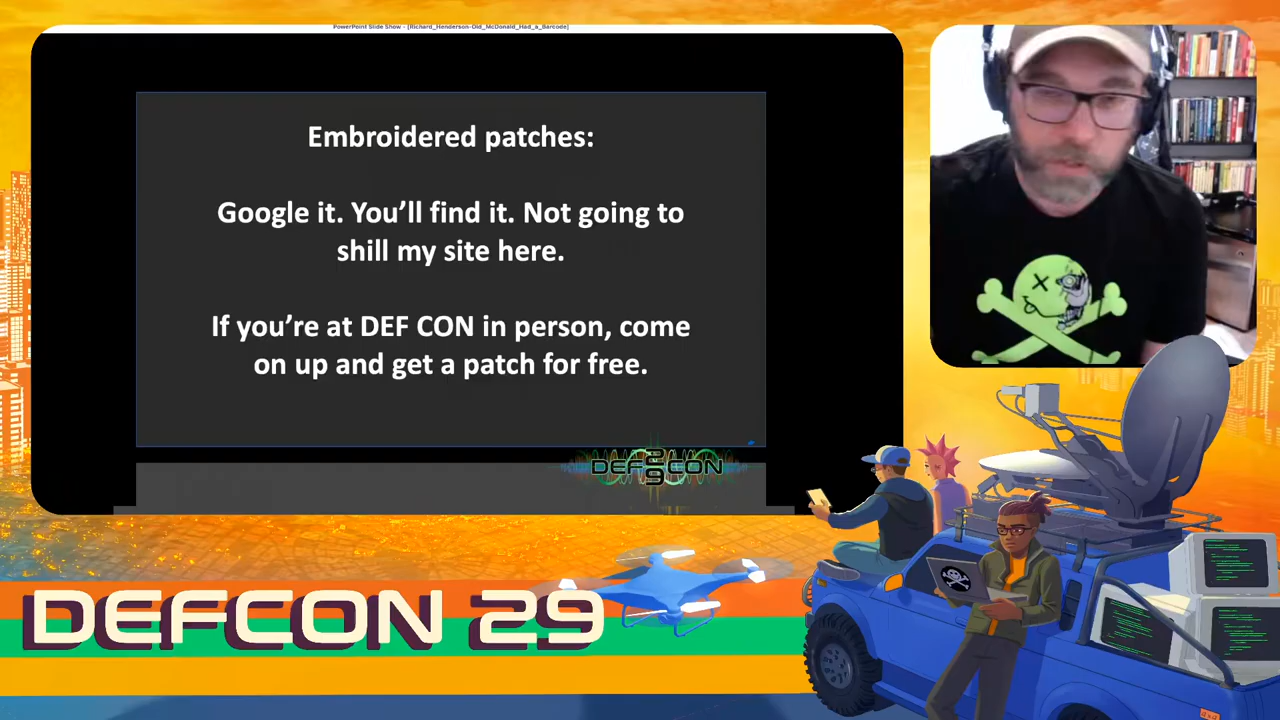 PowerPoint Slide Show - [Richard_Henderson-Old_McDonald_Had_a_Barcode]
Embroidered patches:
Google it. You’ll find it. Not going to
shill my site here.
If you’re at DEF CON in person, come
on up and get a patch for free.
DEF CON
29
DEFCON 29